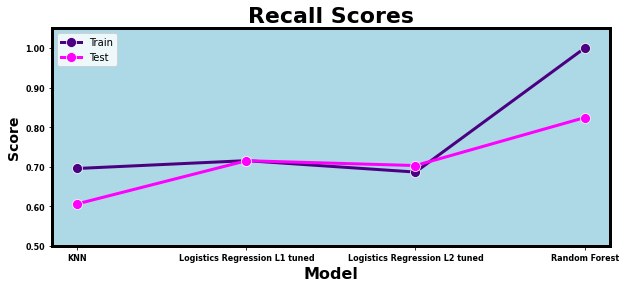 Recall Scores
Train
Test
1.00
0.90
0.80
0.70
0.60
0.50
Score
KNN
Logistics Regression L1 tuned
Logistics Regression L2 tuned
Random Forest
Model